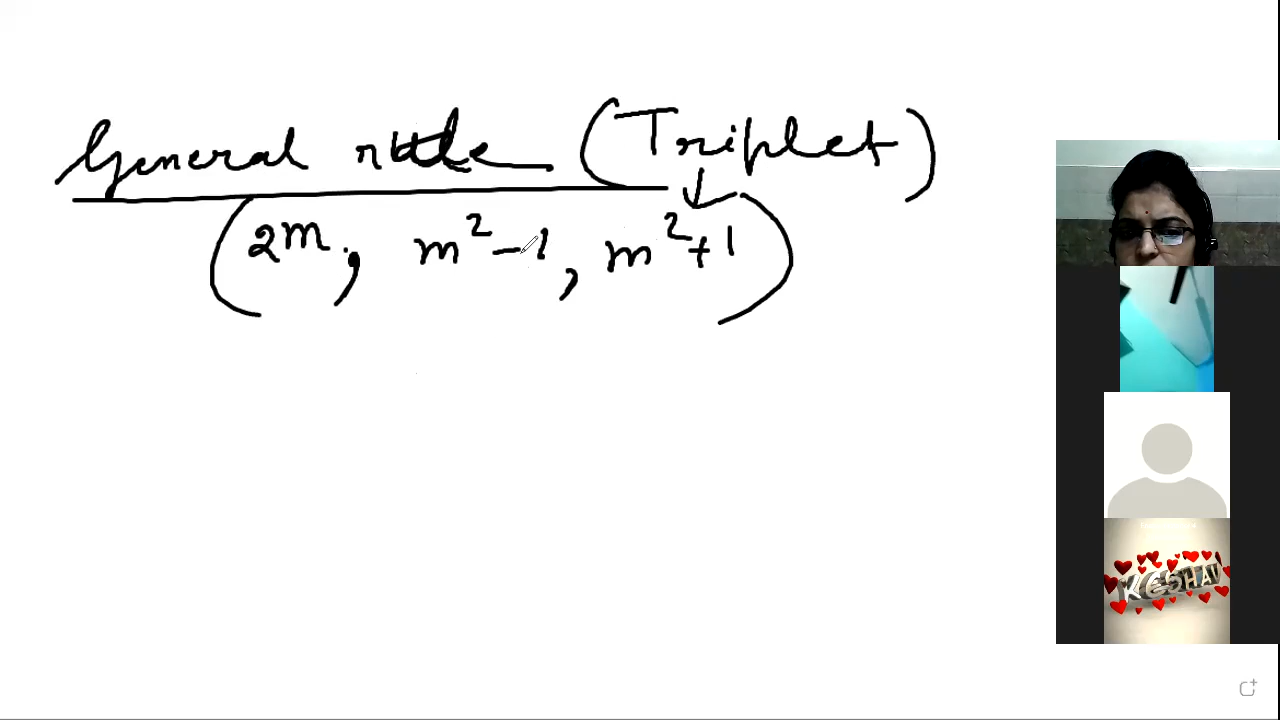 General rule (Triplet)
(2m, m²-1, m²+1)
KESHAV